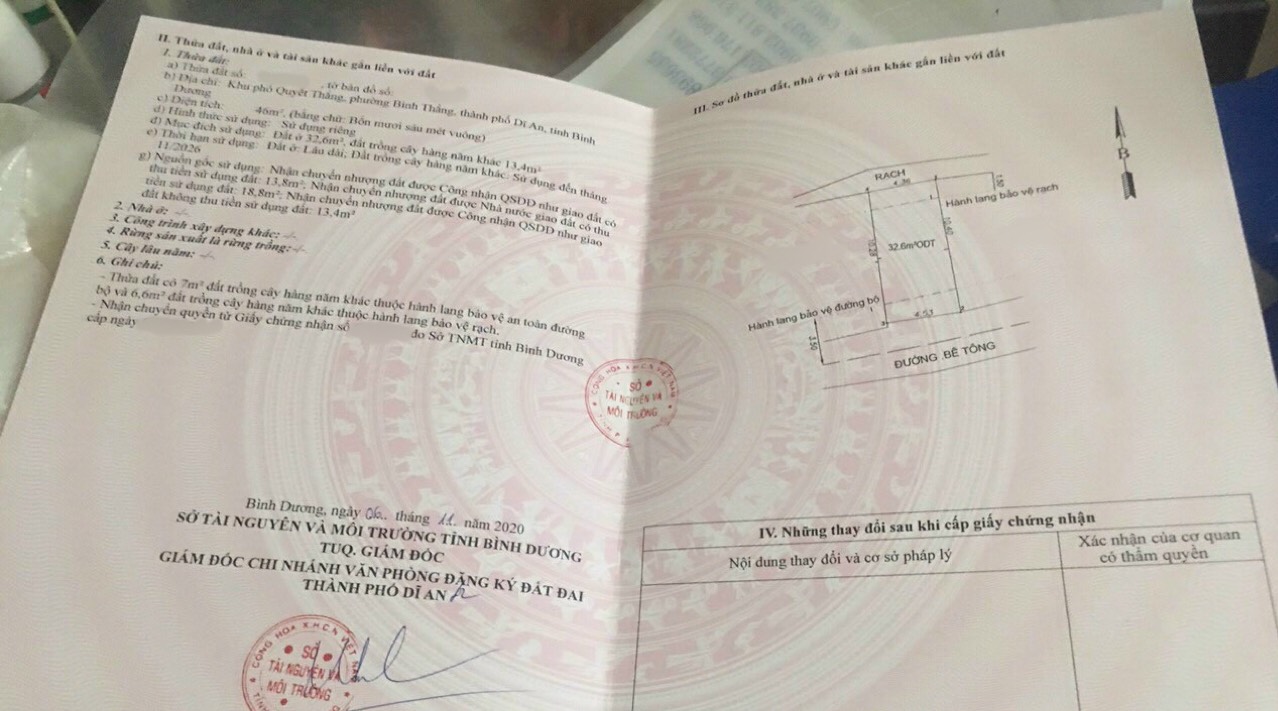 II. Thửa đất, nhà ở và tài sản khác gắn liền với đất
1. Thửa đất:
a) Thửa đất số: , tờ bản đồ số:
b) Địa chỉ: Khu phố Quyết Thắng, phường Bình Thắng, thành phố Dĩ An, tỉnh Bình
Dương
c) Diện tích: 46m², (bằng chữ: Bốn mươi sáu mét vuông)
d) Hình thức sử dụng: Sử dụng riêng
đ) Mục đích sử dụng: Đất ở 32,6m², đất trồng cây hàng năm khác 13,4m²
e) Thời hạn sử dụng: Đất ở: Lâu dài; Đất trồng cây hàng năm khác: Sử dụng đến tháng
11/2026
g) Nguồn gốc sử dụng: Nhận chuyển nhượng đất được Công nhận QSDĐ như giao đất có
thu tiền sử dụng đất: 13,8m²; Nhận chuyển nhượng đất được Nhà nước giao đất có thu
tiền sử dụng đất: 18,8m²; Nhận chuyển nhượng đất được Công nhận QSDĐ như giao
đất không thu tiền sử dụng đất: 13,4m²
2. Nhà ở: -/-
3. Công trình xây dựng khác: -/-
4. Rừng sản xuất là rừng trồng: -/-
5. Cây lâu năm: -/-
6. Ghi chú:
- Thửa đất có 7m² đất trồng cây hàng năm khác thuộc hành lang bảo vệ an toàn đường
bộ và 6,6m² đất trồng cây hàng năm khác thuộc hành lang bảo vệ rạch.
- Nhận chuyển quyền từ Giấy chứng nhận số
cấp ngày do Sở TNMT tỉnh Bình Dương
CỘNG HÒA X.H.C.N VIỆT NAM
SỞ
TÀI NGUYÊN VÀ
MÔI TRƯỜNG
Bình Dương, ngày 06.. tháng 11. năm 2020
SỞ TÀI NGUYÊN VÀ MÔI TRƯỜNG TỈNH BÌNH DƯƠNG
TUQ. GIÁM ĐỐC
GIÁM ĐỐC CHI NHÁNH VĂN PHÒNG ĐĂNG KÝ ĐẤT ĐAI
THÀNH PHỐ DĨ AN
CỘNG HÒA X.H.C.N VIỆT NAM
SỞ
TÀI NGUYÊN VÀ
MÔI TRƯỜNG
III. Sơ đồ thửa đất, nhà ở và tài sản khác gắn liền với đất
B
RẠCH
4.36
Hành lang bảo vệ rạch
32.6m²ODT
Hành lang bảo vệ đường bộ
4.53
3.50
ĐƯỜNG BÊ TÔNG
IV. Những thay đổi sau khi cấp giấy chứng nhận
Nội dung thay đổi và cơ sở pháp lý
Xác nhận của cơ quan
có thẩm quyền